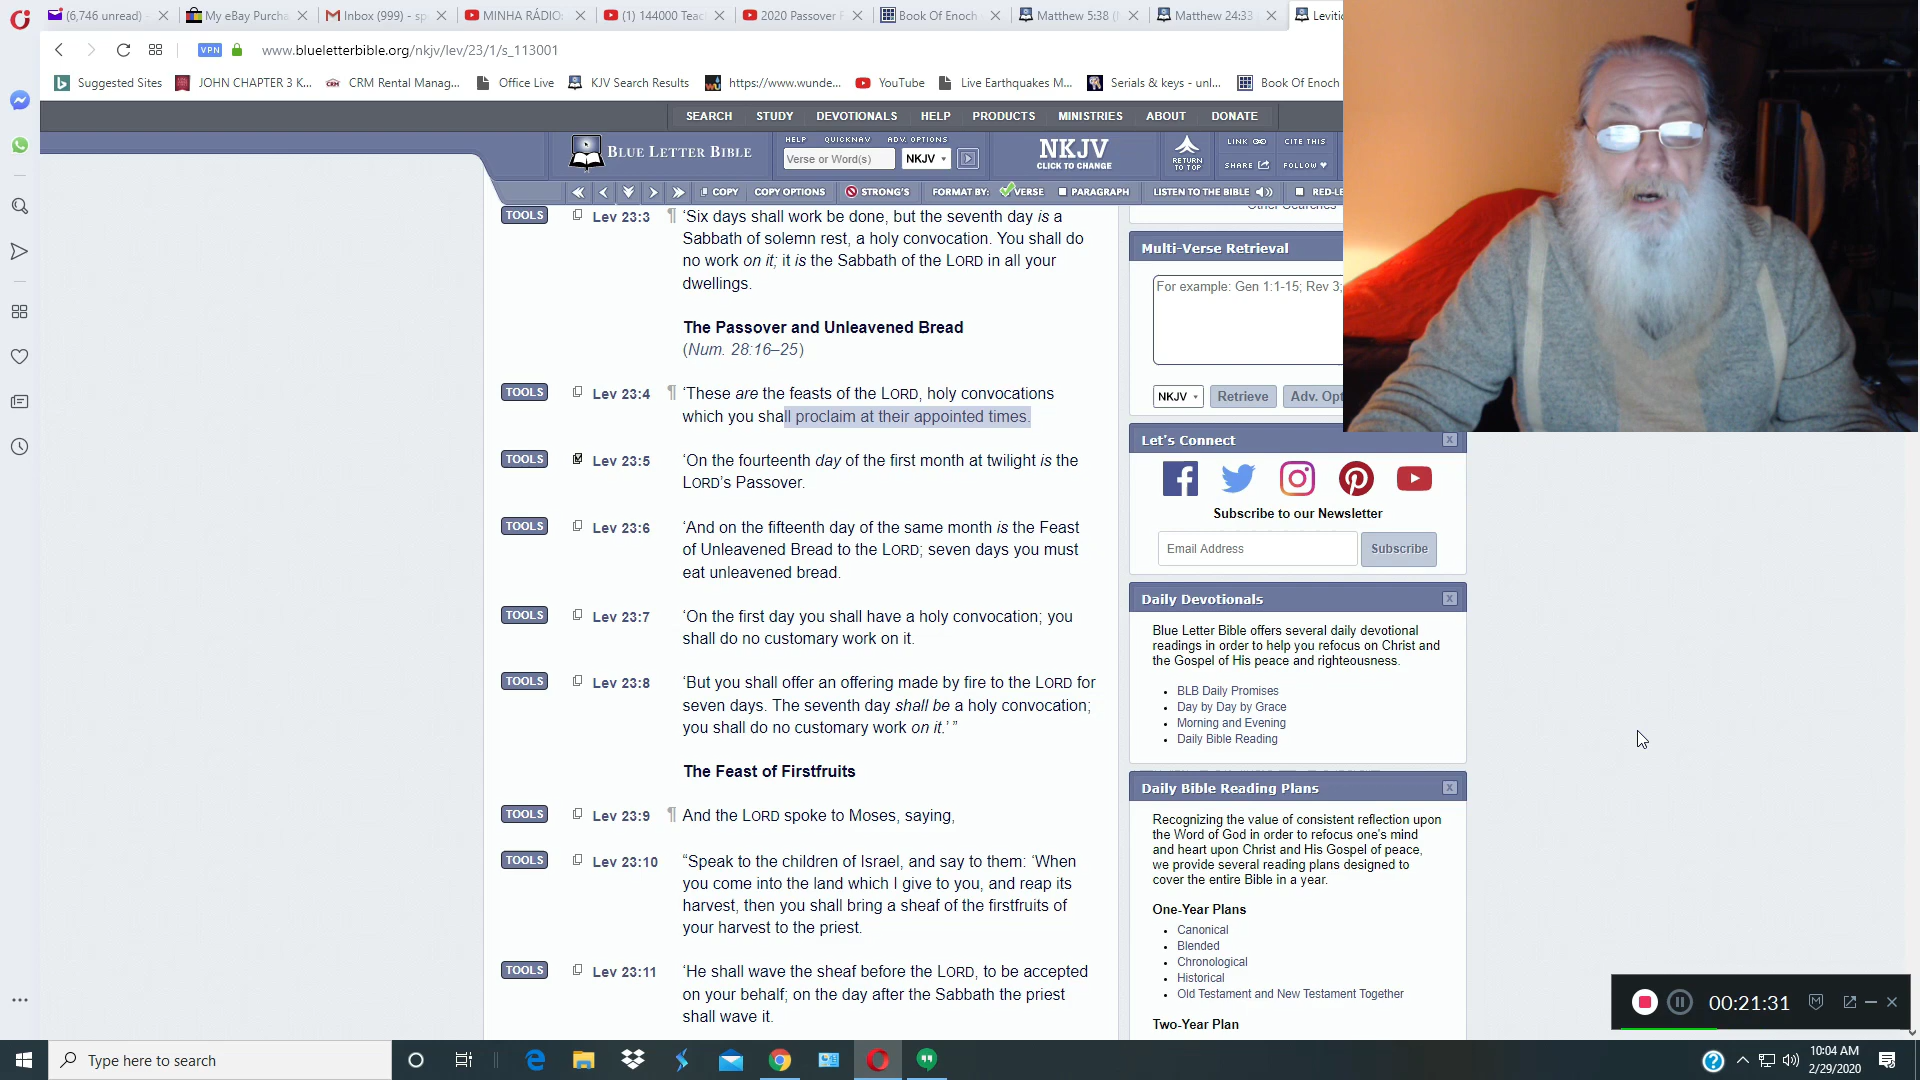 (6,746 unread) -
My eBay Purcha
Inbox (999) - sp
MINHA RÁDIO
(1) 144000 Teac
2020 Passover F
Book Of Enoch
Matthew 5:38 (
Matthew 24:33
Levitic
VPN
www.blueletterbible.org/nkjv/lev/23/1/s_113001
Suggested Sites
JOHN CHAPTER 3 K...
CRM Rental Manag...
Office Live
KJV Search Results
https://www.wunde...
YouTube
Live Earthquakes M...
Serials & keys - unl...
Book Of Enoch
SEARCH STUDY DEVOTIONALS HELP PRODUCTS MINISTRIES ABOUT DONATE
BLUE LETTER BIBLE
HELP QUICKNAV ADV. OPTIONS
Verse or Word(s)
NKJV
NKJV
CLICK TO CHANGE
RETURN
TO TOP
LINK
CITE THIS
SHARE
FOLLOW
COPY COPY OPTIONS STRONG'S FORMAT BY: VERSE PARAGRAPH LISTEN TO THE BIBLE RED-LE
TOOLS Lev 23:3 ¶ ‘Six days shall work be done, but the seventh day is a
Sabbath of solemn rest, a holy convocation. You shall do
no work on it; it is the Sabbath of the LORD in all your
dwellings.
The Passover and Unleavened Bread
(Num. 28:16–25)
TOOLS Lev 23:4 ¶ ‘These are the feasts of the LORD, holy convocations
which you shall proclaim at their appointed times.
TOOLS Lev 23:5 ‘On the fourteenth day of the first month at twilight is the
LORD’s Passover.
TOOLS Lev 23:6 ‘And on the fifteenth day of the same month is the Feast
of Unleavened Bread to the LORD; seven days you must
eat unleavened bread.
TOOLS Lev 23:7 ‘On the first day you shall have a holy convocation; you
shall do no customary work on it.
TOOLS Lev 23:8 ‘But you shall offer an offering made by fire to the LORD for
seven days. The seventh day shall be a holy convocation;
you shall do no customary work on it.’ ”
The Feast of Firstfruits
TOOLS Lev 23:9 ¶ And the LORD spoke to Moses, saying,
TOOLS Lev 23:10 “Speak to the children of Israel, and say to them: ‘When
you come into the land which I give to you, and reap its
harvest, then you shall bring a sheaf of the firstfruits of
your harvest to the priest.
TOOLS Lev 23:11 ‘He shall wave the sheaf before the LORD, to be accepted
on your behalf; on the day after the Sabbath the priest
shall wave it.
Other Searches
Multi-Verse Retrieval
For example: Gen 1:1-15; Rev 3;
NKJV Retrieve Adv. Opt
Let's Connect
Subscribe to our Newsletter
Email Address Subscribe
Daily Devotionals
Blue Letter Bible offers several daily devotional
readings in order to help you refocus on Christ and
the Gospel of His peace and righteousness.
• BLB Daily Promises
• Day by Day by Grace
• Morning and Evening
• Daily Bible Reading
Daily Bible Reading Plans
Recognizing the value of consistent reflection upon
the Word of God in order to refocus one's mind
and heart upon Christ and His Gospel of peace,
we provide several reading plans designed to
cover the entire Bible in a year.
One-Year Plans
• Canonical
• Blended
• Chronological
• Historical
• Old Testament and New Testament Together
Two-Year Plan
00:21:31
Type here to search
10:04 AM
2/29/2020